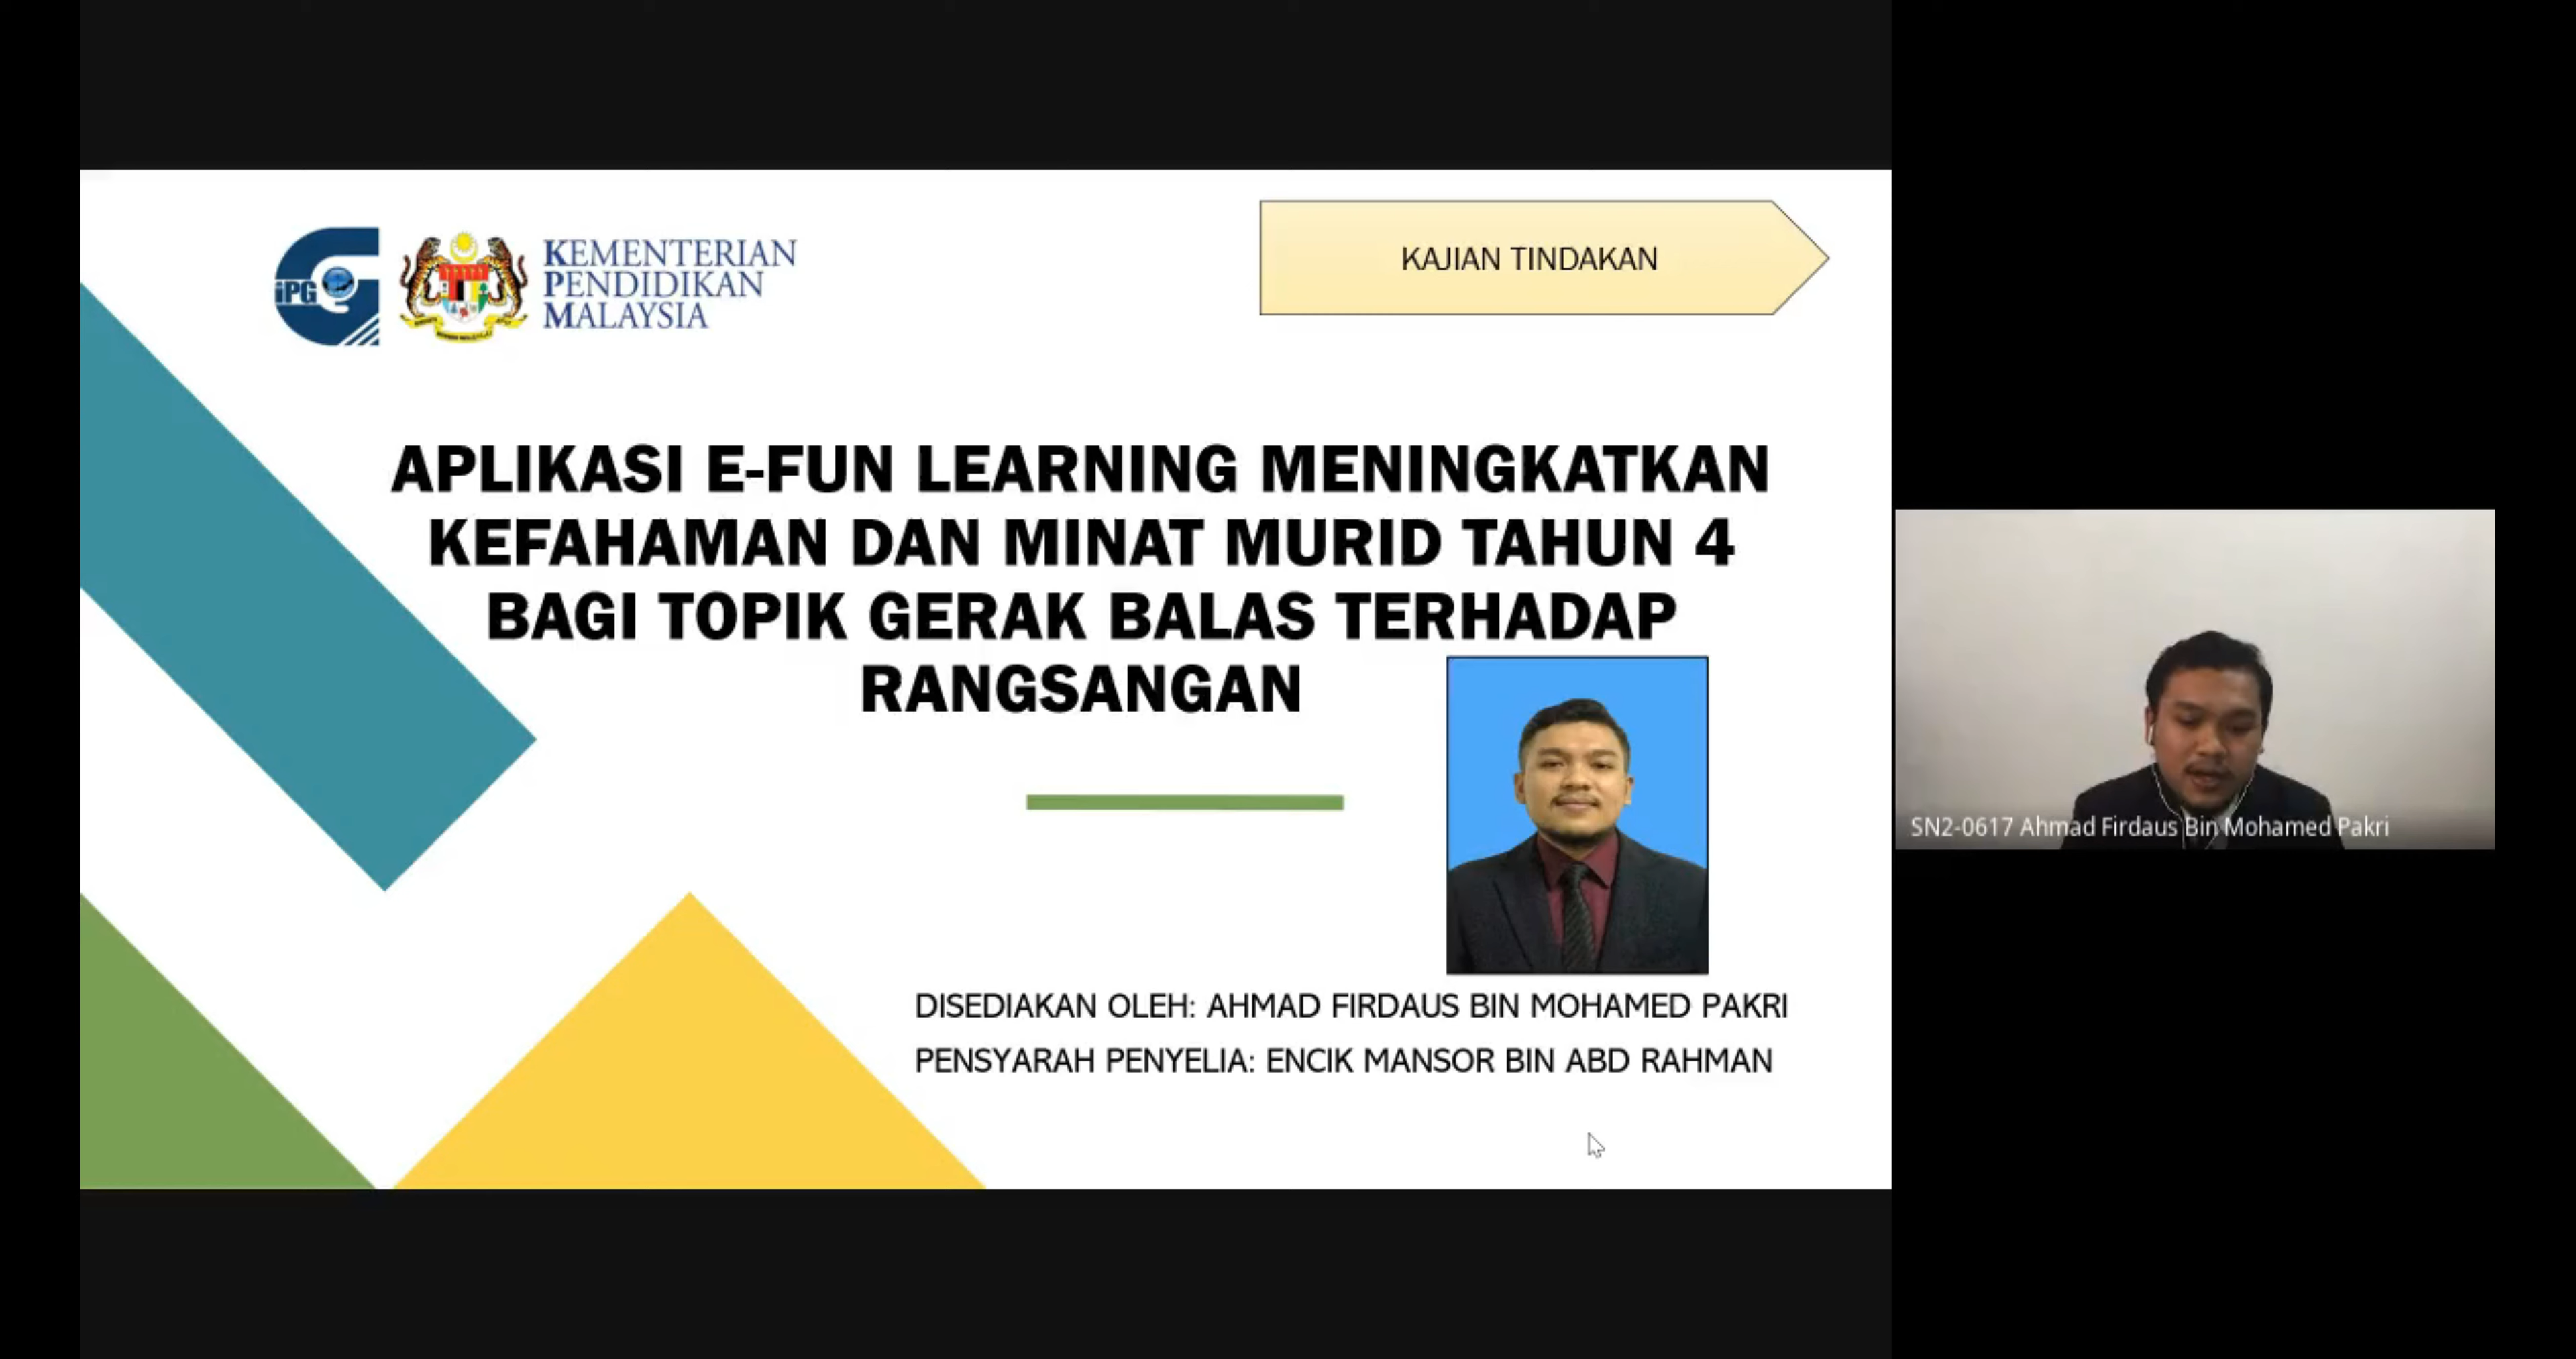 iPG
KEMENTERIAN
PENDIDIKAN
MALAYSIA
KAJIAN TINDAKAN
APLIKASI E-FUN LEARNING MENINGKATKAN
KEFAHAMAN DAN MINAT MURID TAHUN 4
BAGI TOPIK GERAK BALAS TERHADAP
RANGSANGAN
DISEDIAKAN OLEH: AHMAD FIRDAUS BIN MOHAMED PAKRI
PENSYARAH PENYELIA: ENCIK MANSOR BIN ABD RAHMAN
SN2-0617 Ahmad Firdaus Bin Mohamed Pakri